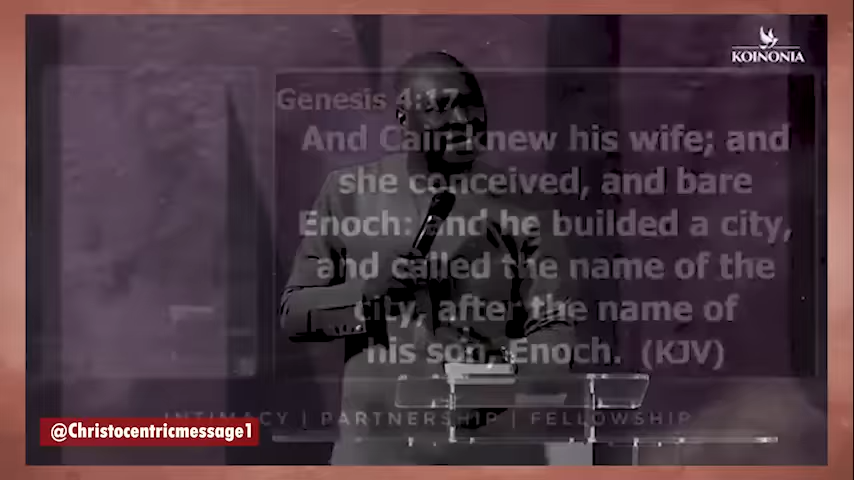 KOINONIA
Genesis 4:17
And Cain knew his wife; and
she conceived, and bare
Enoch: and he builded a city,
and called the name of the
city, after the name of
his son, Enoch. (KJV)
INTIMACY | PARTNERSHIP | FELLOWSHIP
@Christocentricmessage1